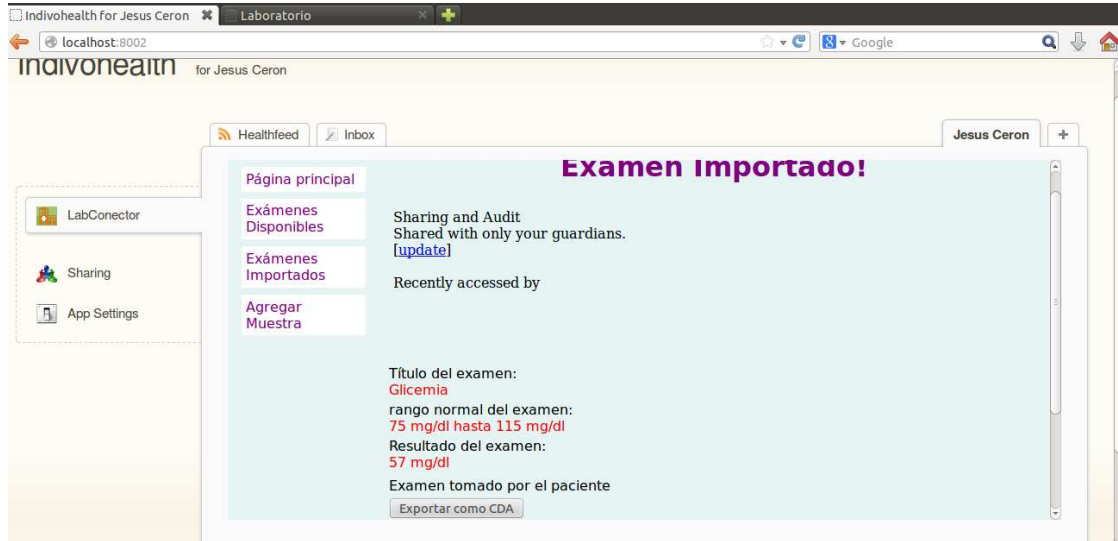 Indivohealth for Jesus Ceron
Laboratorio
localhost:8002
Google
Indivohealth for Jesus Ceron
Healthfeed
Inbox
Jesus Ceron
LabConector
Sharing
App Settings
Página principal
Exámenes
Disponibles
Exámenes
Importados
Agregar
Muestra
Examen Importado!
Sharing and Audit
Shared with only your guardians.
[update]
Recently accessed by
Título del examen:
Glicemia
rango normal del examen:
75 mg/dl hasta 115 mg/dl
Resultado del examen:
57 mg/dl
Examen tomado por el paciente
Exportar como CDA